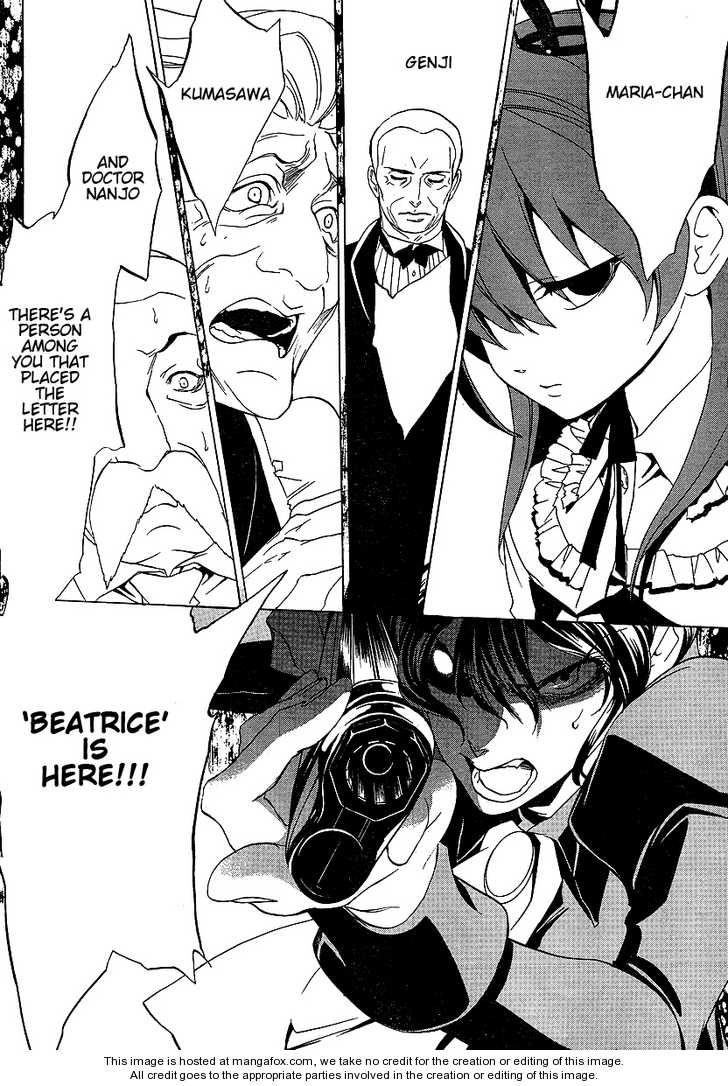 MARIA-CHAN
GENJI
KUMASAWA
AND
DOCTOR
NANJO
THERE'S A
PERSON
AMONG
YOU THAT
PLACED
THE
LETTER
HERE!!
'BEATRICE'
IS
HERE!!!
This image is hosted at mangafox.com, we take no credit for the creation or editing of this image.
All credit goes to the appropriate parties involved in the creation or editing of this image.